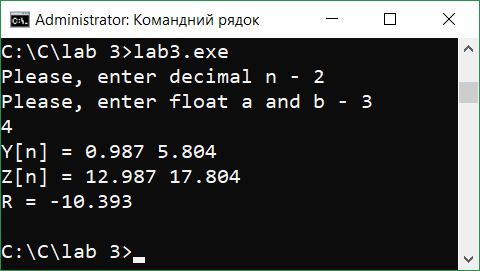 Administrator: Командний рядок
C:\C\lab 3>lab3.exe
Please, enter decimal n - 2
Please, enter float a and b - 3
4
Y[n] = 0.987 5.804
Z[n] = 12.987 17.804
R = -10.393
C:\C\lab 3>